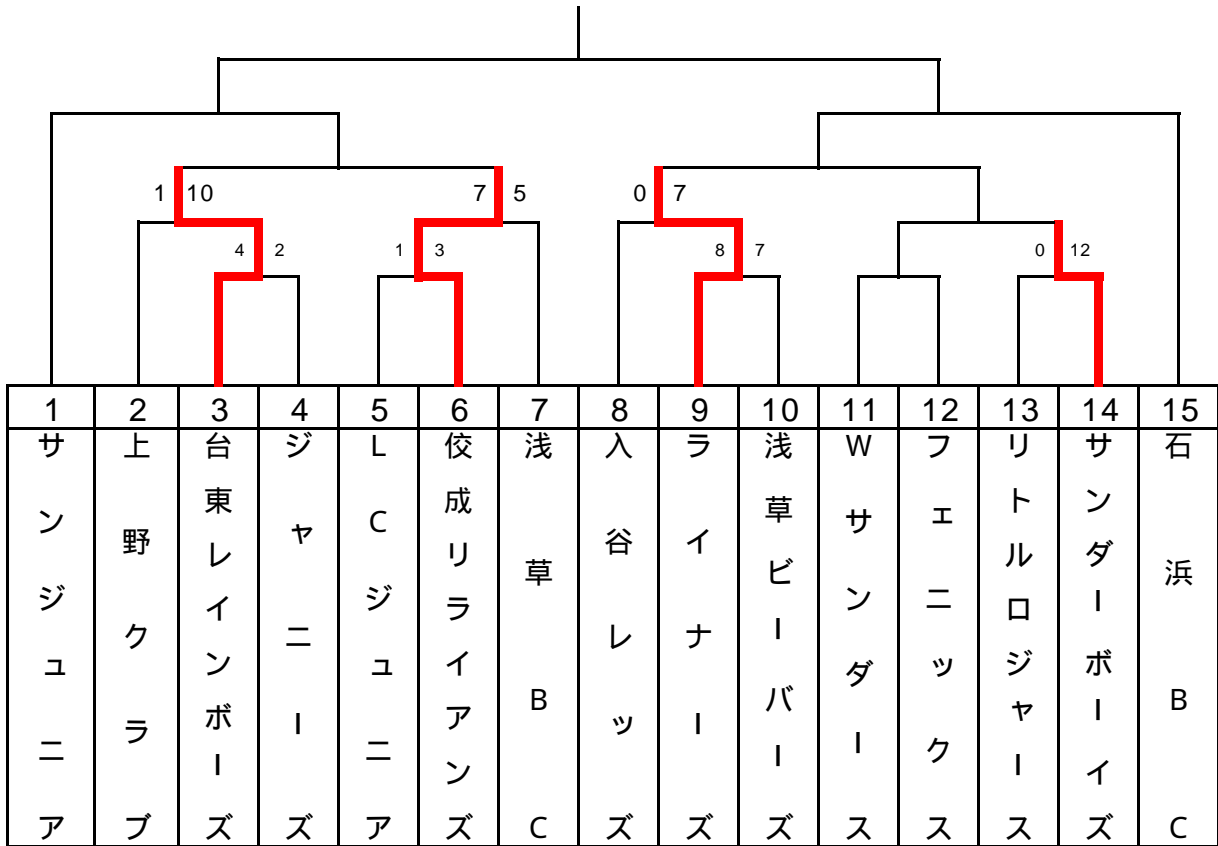 1 10 7 5 0 7
4 2 1 3 8 7 0 12
1 2 3 4 5 6 7 8 9 10 11 12 13 14 15
サンジュニア
上野クラブ
台東レインボーズ
ジャニーズ
LCジュニア
佼成リライアンズ
浅草BC
入谷レッズ
ライナーズ
浅草ビーバーズ
Wサンダース
フェニックス
リトルロジャース
サンダーボーイズ
石浜BC